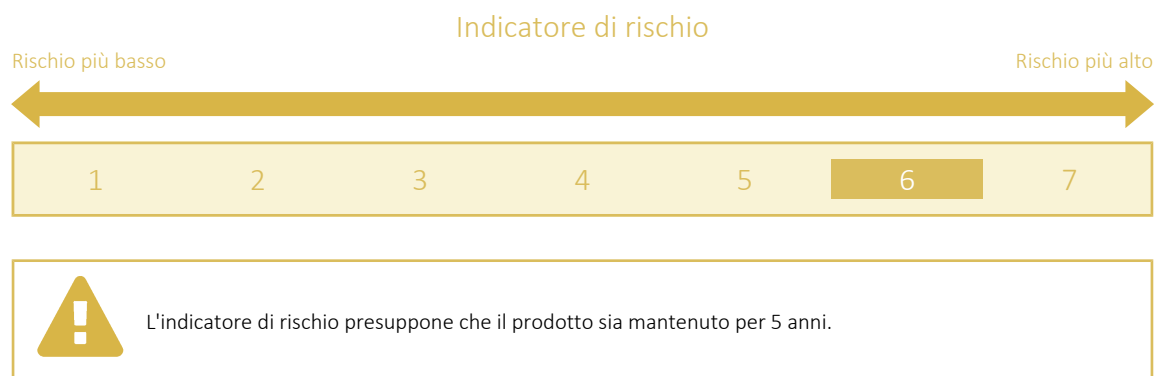 Indicatore di rischio
Rischio più basso Rischio più alto
1 2 3 4 5 6 7
L'indicatore di rischio presuppone che il prodotto sia mantenuto per 5 anni.